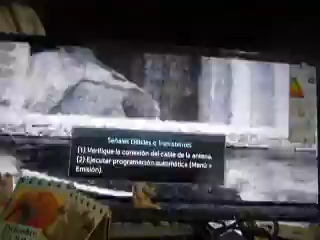 Señales Débiles o Inexistentes
(1) Verifique la conexión del cable de la antena.
(2) Ejecutar programación automática (Menú >
Emisión).